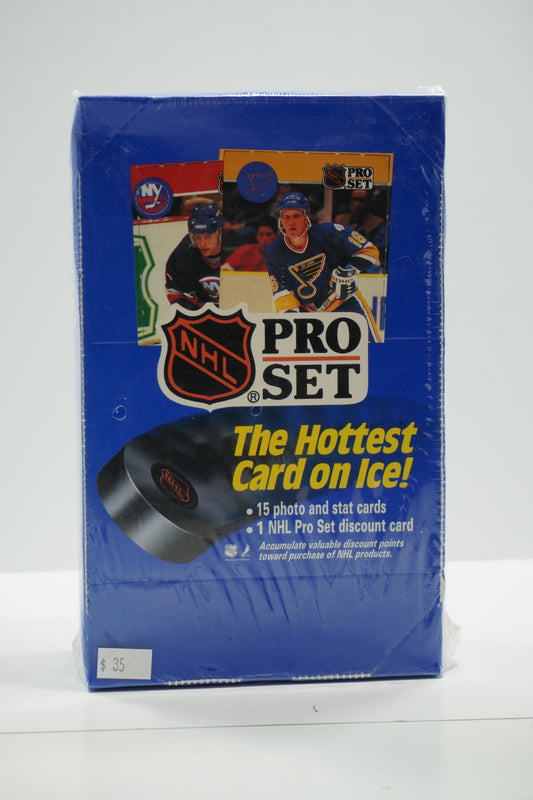 NY
NHL
PRO
SET
16
NHL
®
PRO
SET
The Hottest
Card on Ice!
• 15 photo and stat cards
• 1 NHL Pro Set discount card
Accumulate valuable discount points
toward purchase of NHL products.
$ 35